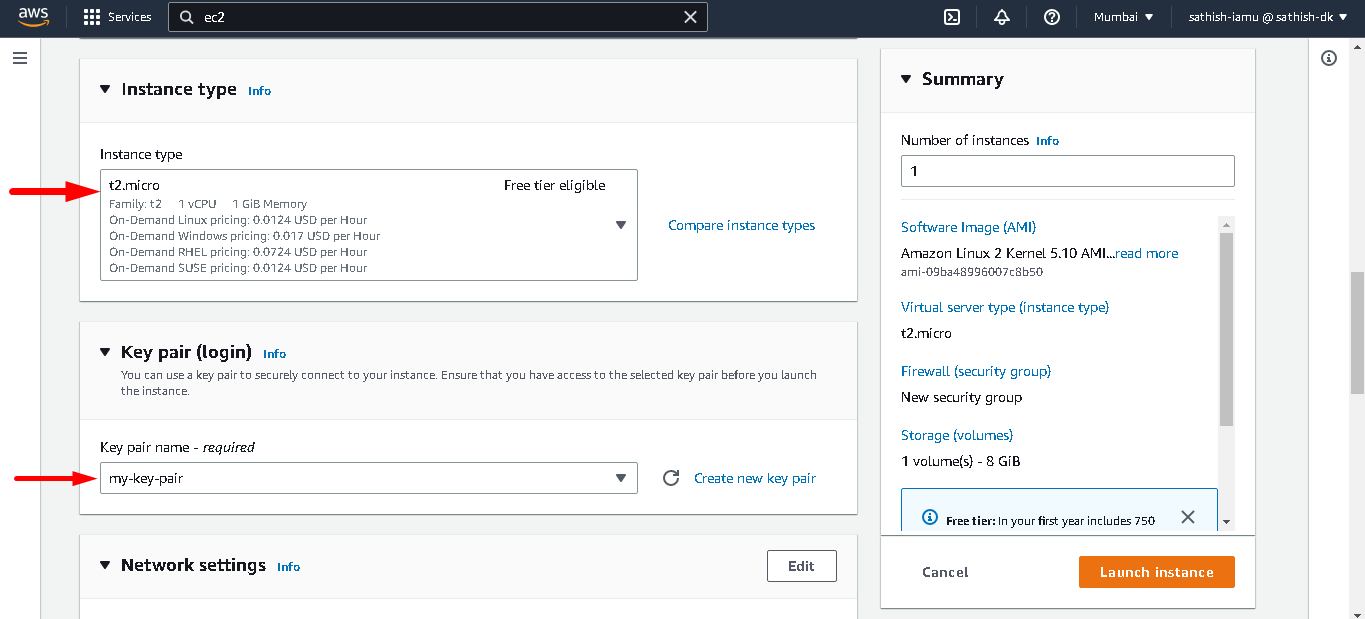 aws
Services
ec2
Mumbai
sathish-iamu @ sathish-dk
Instance type Info
Instance type
t2.micro Free tier eligible
Family: t2 1 vCPU 1 GiB Memory
On-Demand Linux pricing: 0.0124 USD per Hour
On-Demand Windows pricing: 0.017 USD per Hour
On-Demand RHEL pricing: 0.0724 USD per Hour
On-Demand SUSE pricing: 0.0124 USD per Hour
Compare instance types
Key pair (login) Info
You can use a key pair to securely connect to your instance. Ensure that you have access to the selected key pair before you launch
the instance.
Key pair name - required
my-key-pair
Create new key pair
Network settings Info
Edit
Summary
Number of instances Info
1
Software Image (AMI)
Amazon Linux 2 Kernel 5.10 AMI...read more
ami-09ba48996007c8b50
Virtual server type (instance type)
t2.micro
Firewall (security group)
New security group
Storage (volumes)
1 volume(s) - 8 GiB
Free tier: In your first year includes 750
Cancel
Launch instance